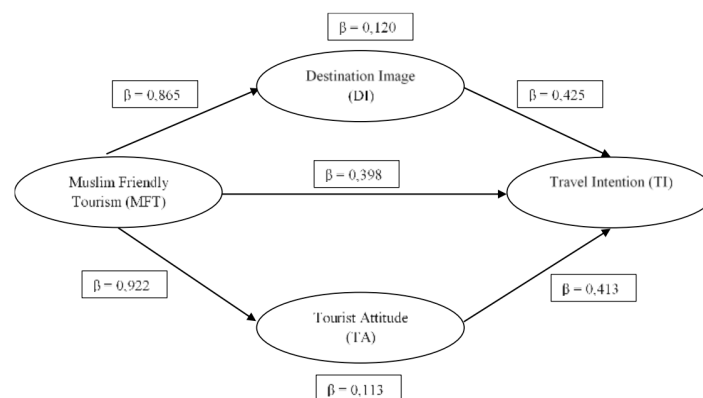 β = 0,120
Destination Image
(DI)
β = 0,865
β = 0,425
Muslim Friendly
Tourism (MFT)
β = 0,398
Travel Intention (TI)
β = 0,922
β = 0,413
Tourist Attitude
(TA)
β = 0,113